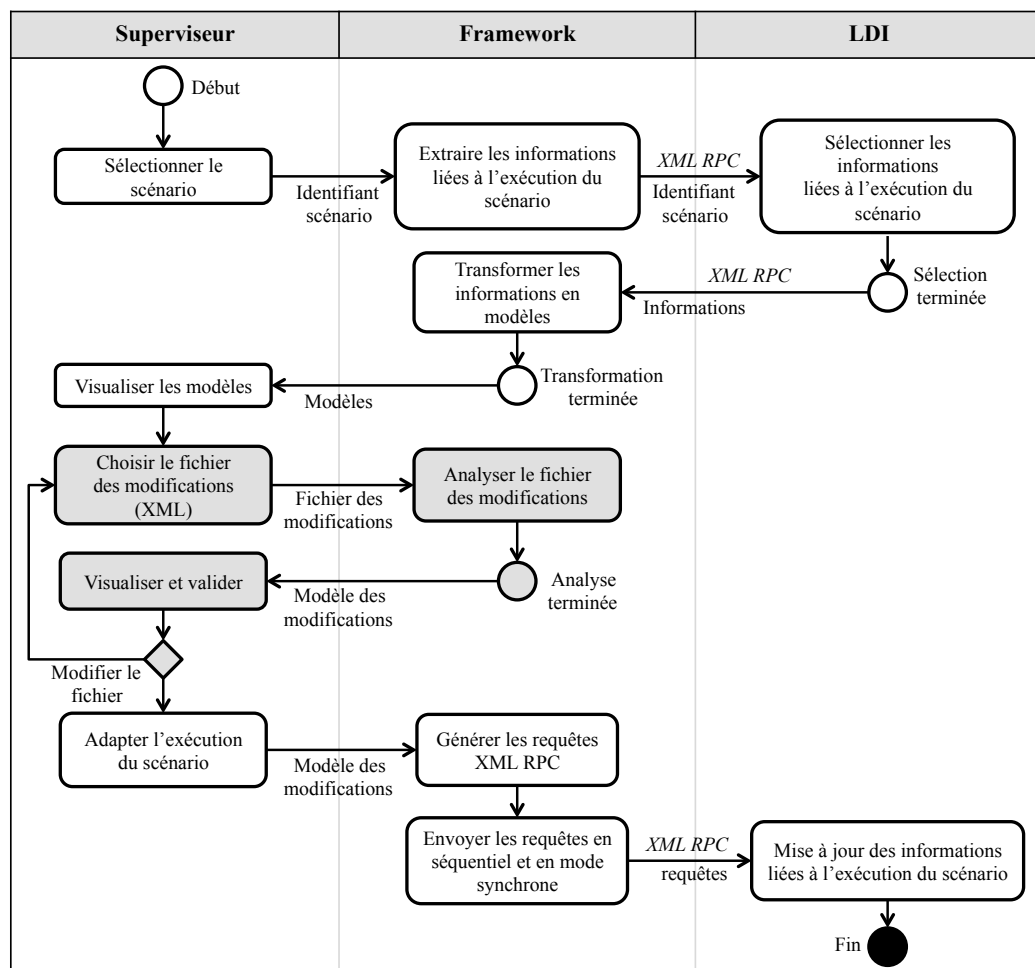 Superviseur
Framework
LDI
Début
Sélectionner le
scénario
Identifiant
scénario
Extraire les informations
liées à l'exécution du
scénario
XML RPC
Identifiant
scénario
Sélectionner les
informations
liées à l'exécution du
scénario
Transformer les
informations en
modèles
XML RPC
Informations
Sélection
terminée
Visualiser les modèles
Modèles
Transformation
terminée
Choisir le fichier
des modifications
(XML)
Fichier des
modifications
Analyser le fichier
des modifications
Visualiser et valider
Modèle des
modifications
Analyse
terminée
Modifier le
fichier
Adapter l'exécution
du scénario
Modèle des
modifications
Générer les requêtes
XML RPC
Envoyer les requêtes en
séquentiel et en mode
synchrone
XML RPC
requêtes
Mise à jour des informations
liées à l'exécution du scénario
Fin